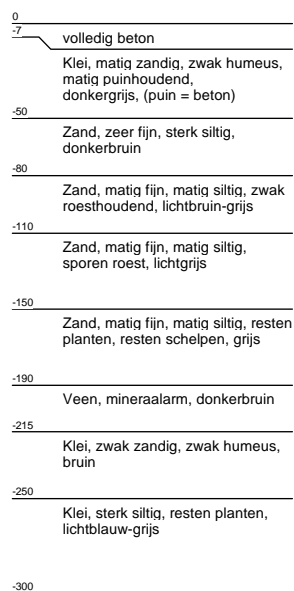 0
-7
volledig beton
Klei, matig zandig, zwak humeus,
matig puinhoudend,
donkergrijs, (puin = beton)
-50
Zand, zeer fijn, sterk siltig,
donkerbruin
-80
Zand, matig fijn, matig siltig, zwak
roesthoudend, lichtbruin-grijs
-110
Zand, matig fijn, matig siltig,
sporen roest, lichtgrijs
-150
Zand, matig fijn, matig siltig, resten
planten, resten schelpen, grijs
-190
Veen, mineraalarm, donkerbruin
-215
Klei, zwak zandig, zwak humeus,
bruin
-250
Klei, sterk siltig, resten planten,
lichtblauw-grijs
-300